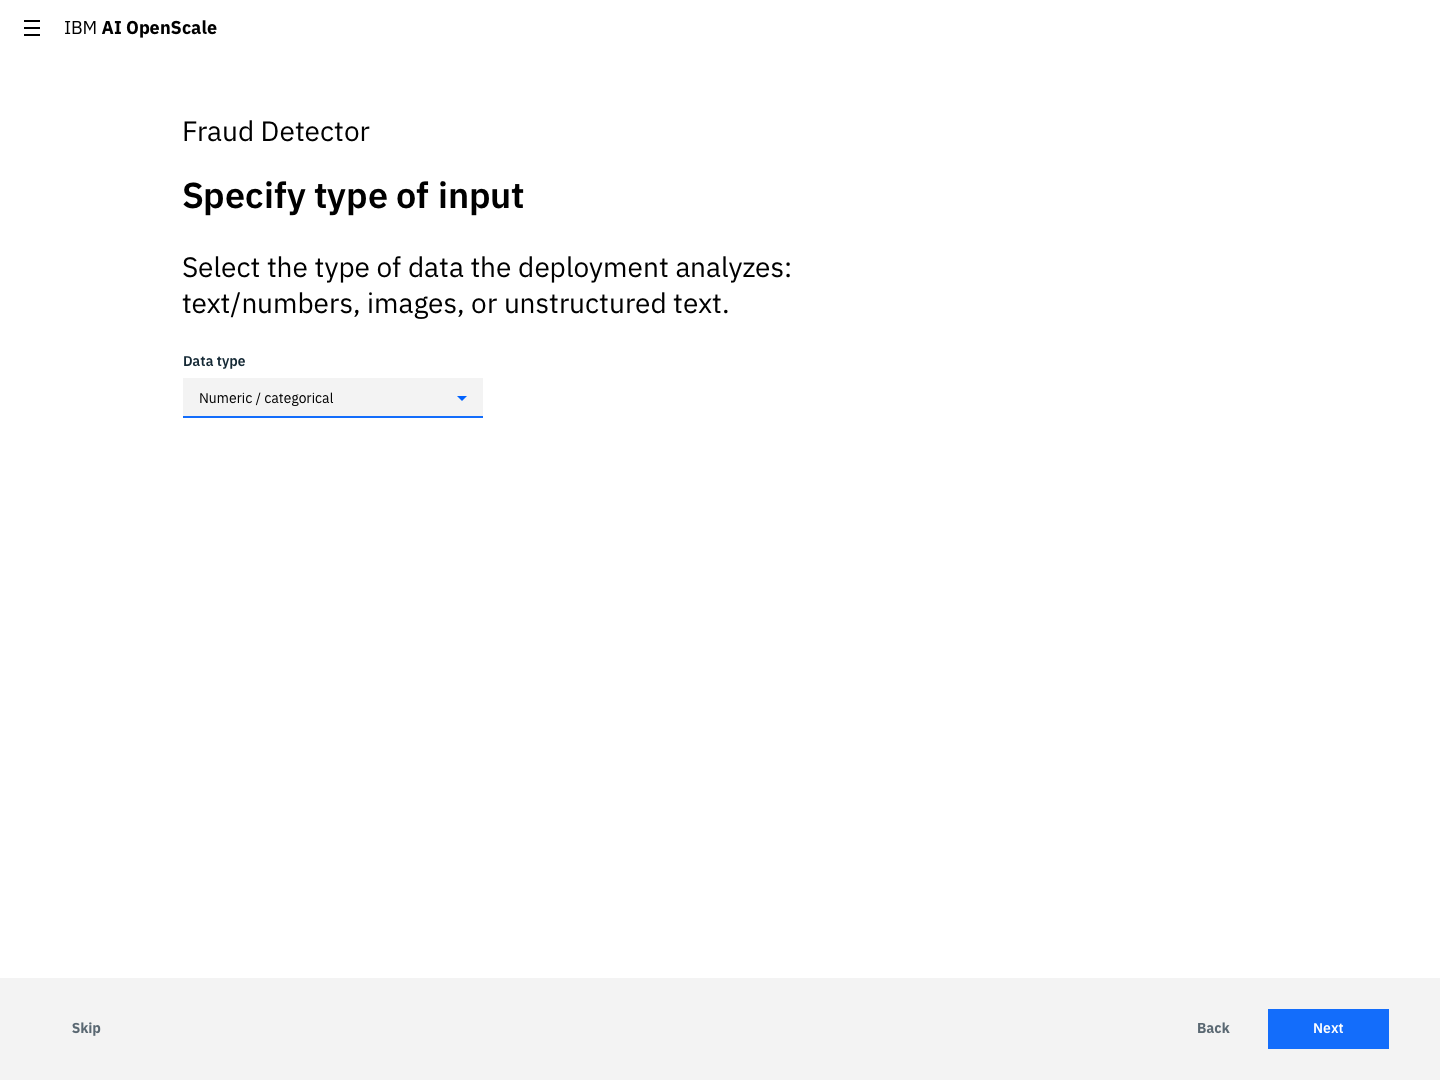 IBM AI OpenScale
Fraud Detector
Specify type of input
Select the type of data the deployment analyzes:
text/numbers, images, or unstructured text.
Data type
Numeric / categorical
Skip
Back
Next